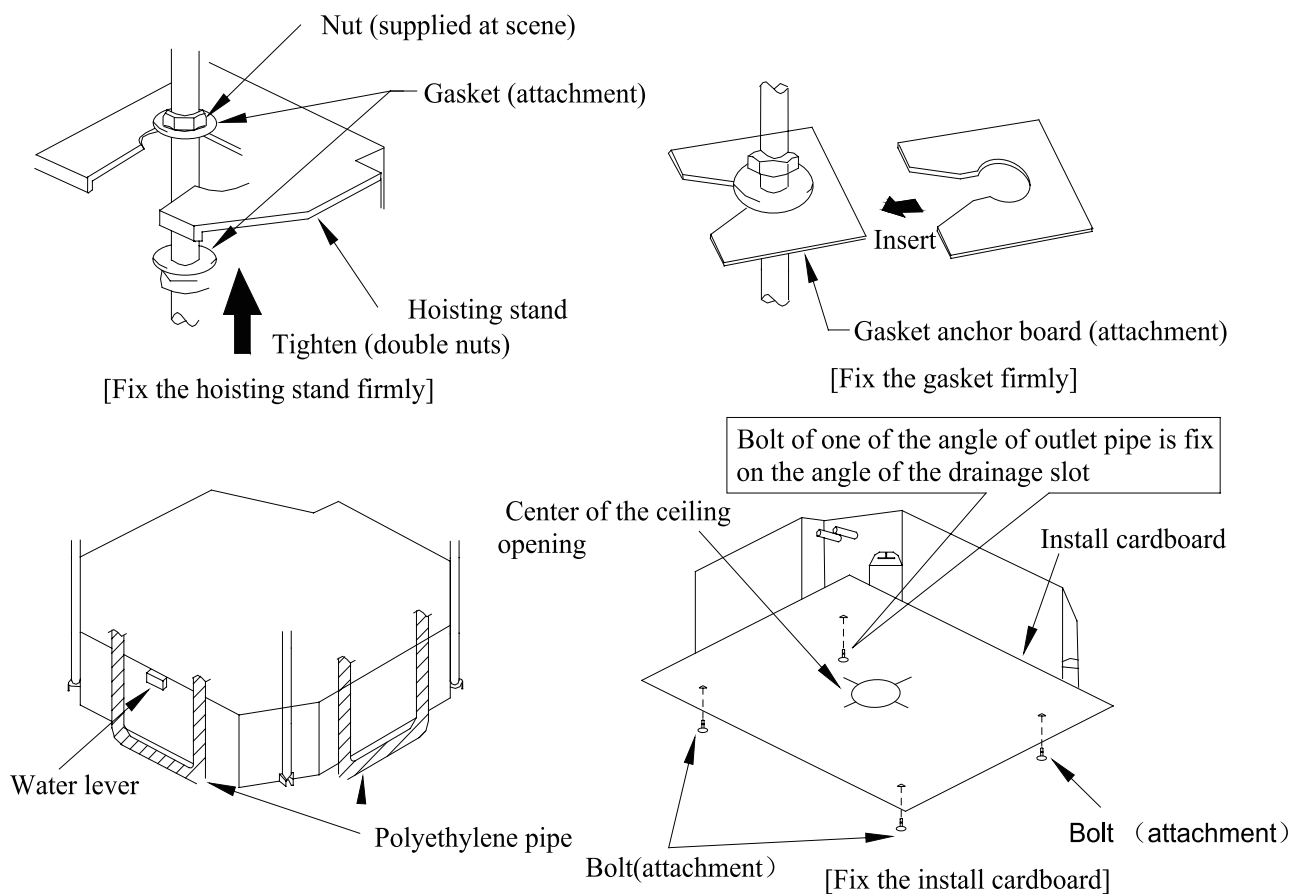 Nut (supplied at scene)
Gasket (attachment)
Hoisting stand
Tighten (double nuts)
[Fix the hoisting stand firmly]
Insert
Gasket anchor board (attachment)
[Fix the gasket firmly]
Water lever
Polyethylene pipe
Bolt of one of the angle of outlet pipe is fix
on the angle of the drainage slot
Center of the ceiling
opening
Install cardboard
Bolt(attachment）
Bolt （attachment）
[Fix the install cardboard]